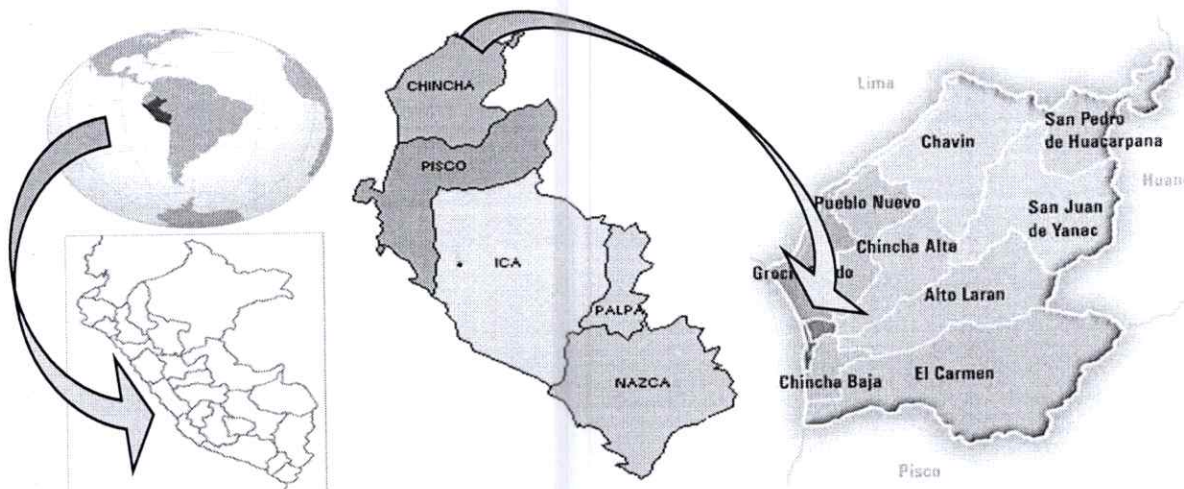 CHINCHA
PISCO
ICA
PALPA
NAZCA
Lima
Chavin
San Pedro
de Huacarpana
Pueblo Nuevo
San Juan
de Yanac
Chincha Alta
Alto Laran
Chincha Baja
El Carmen
Pisco